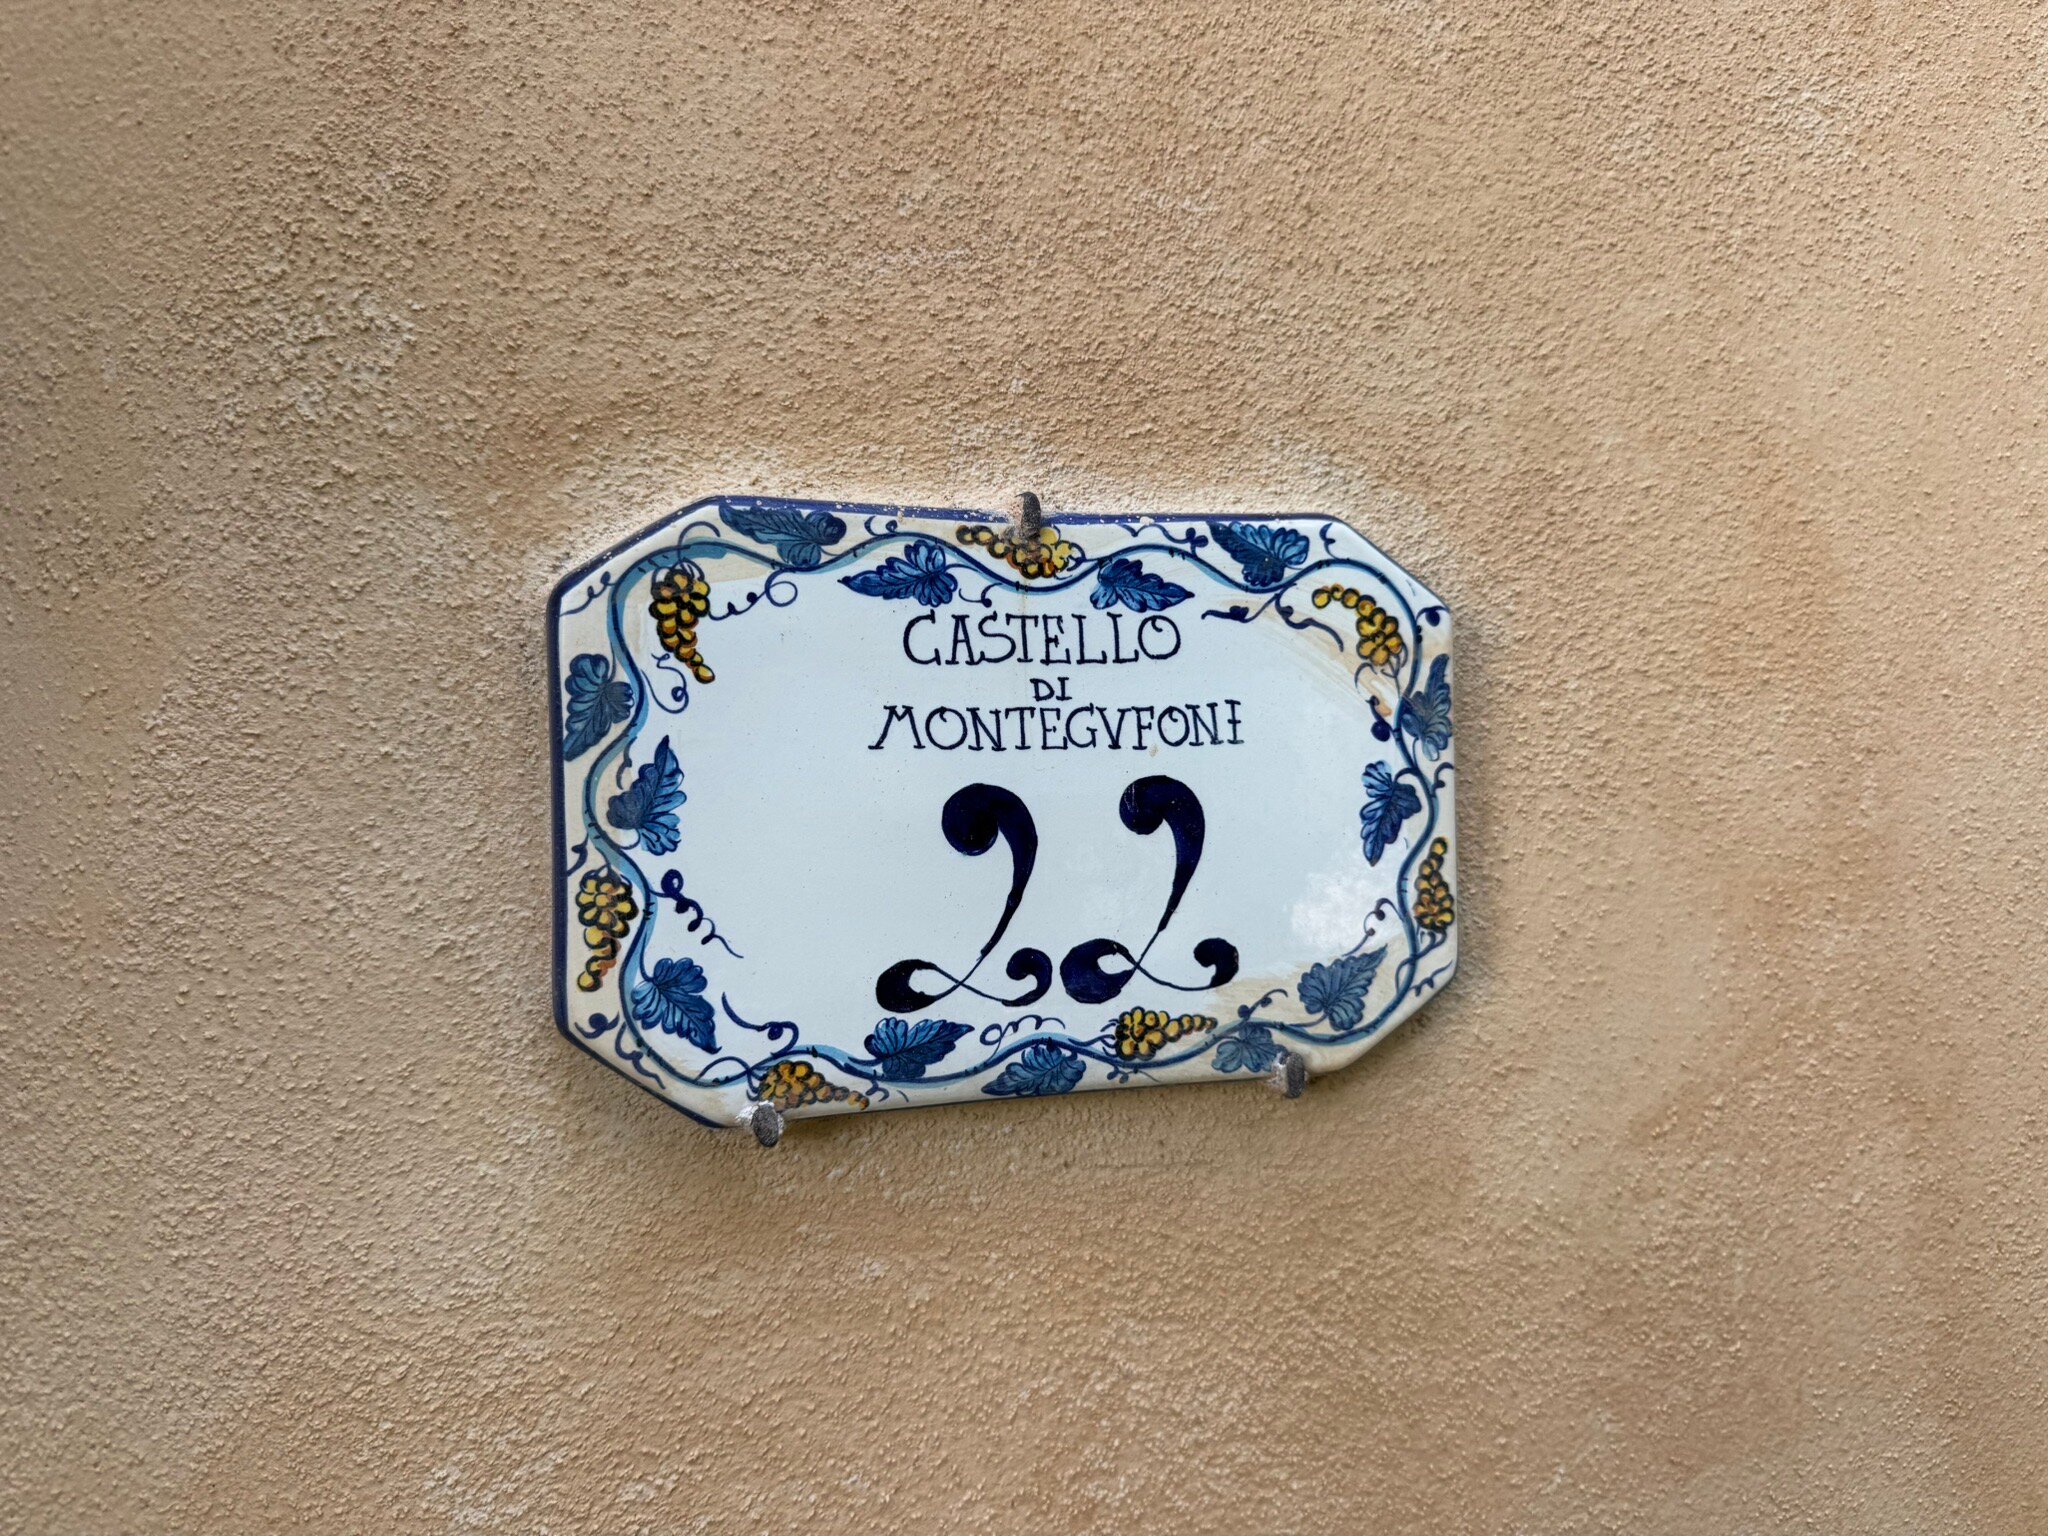 CASTELLO
DI
MONTEGVFONI
22